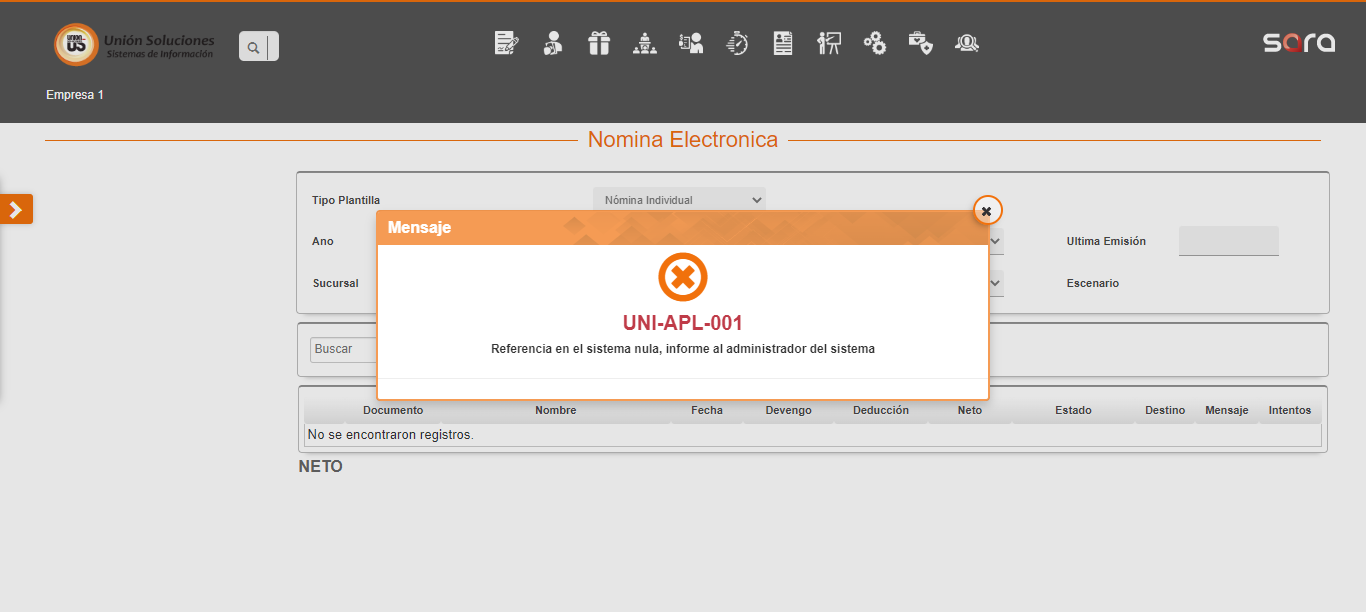 UNION
US
Unión Soluciones
Sistemas de Información
sara
Empresa 1
Nomina Electronica
Tipo Plantilla
Nómina Individual
Mensaje
Ano
Ultima Emisión
Sucursal
Escenario
UNI-APL-001
Referencia en el sistema nula, informe al administrador del sistema
Buscar
Documento Nombre Fecha Devengo Deducción Neto Estado Destino Mensaje Intentos
No se encontraron registros.
NETO